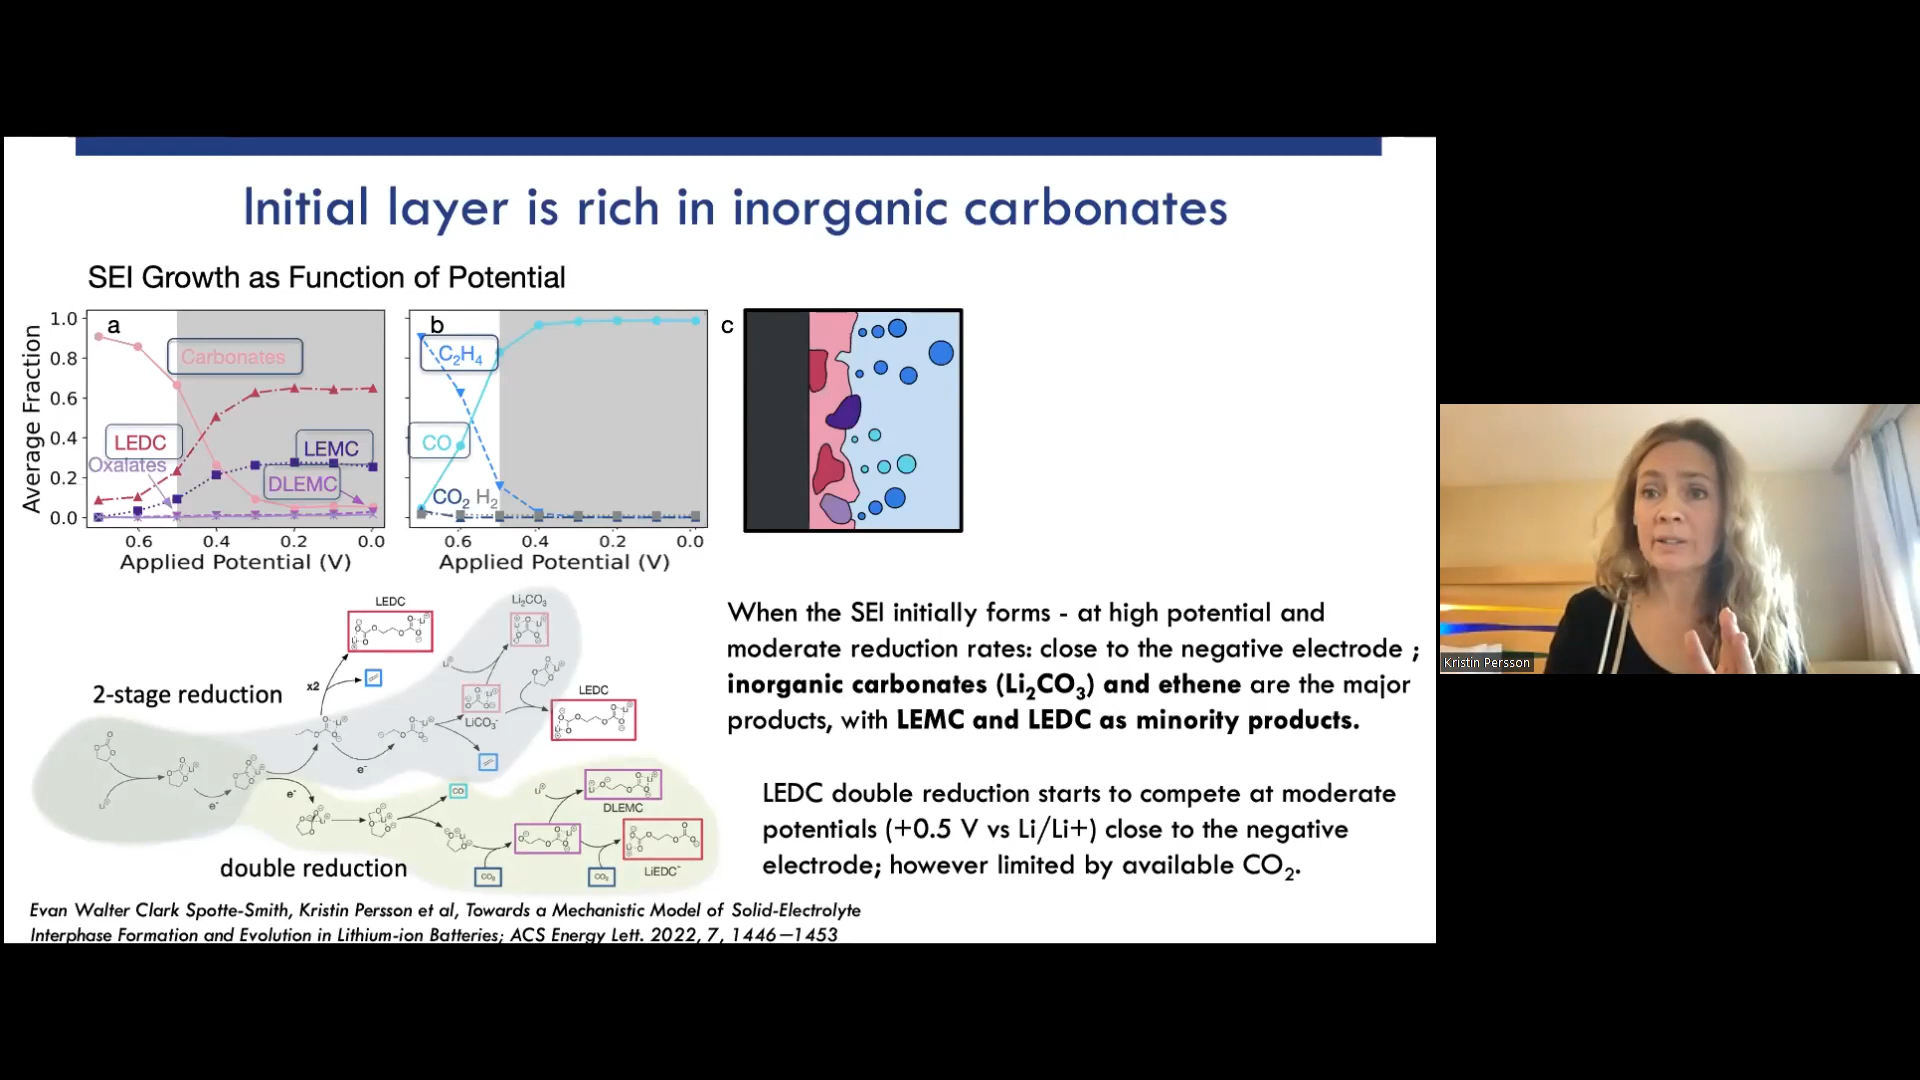 Initial layer is rich in inorganic carbonates
SEI Growth as Function of Potential
Average Fraction
1.0
0.8
0.6
0.4
0.2
0.0
a
Carbonates
LEDC
Oxalates
LEMC
DLEMC
0.6 0.4 0.2 0.0
Applied Potential (V)
b
C₂H₄
CO
CO₂ H₂
0.6 0.4 0.2 0.0
Applied Potential (V)
c
2-stage reduction
double reduction
LEDC
x2
Li₂CO₃
LiCO₃⁻
LEDC
e⁻
e⁻
e⁻
CO
CO₂
CO₂
DLEMC
LiEDC⁻
When the SEI initially forms - at high potential and
moderate reduction rates: close to the negative electrode ;
inorganic carbonates (Li₂CO₃) and ethene are the major
products, with LEMC and LEDC as minority products.
LEDC double reduction starts to compete at moderate
potentials (+0.5 V vs Li/Li+) close to the negative
electrode; however limited by available CO₂.
Evan Walter Clark Spotte-Smith, Kristin Persson et al, Towards a Mechanistic Model of Solid-Electrolyte
Interphase Formation and Evolution in Lithium-ion Batteries; ACS Energy Lett. 2022, 7, 1446−1453
Kristin Persson